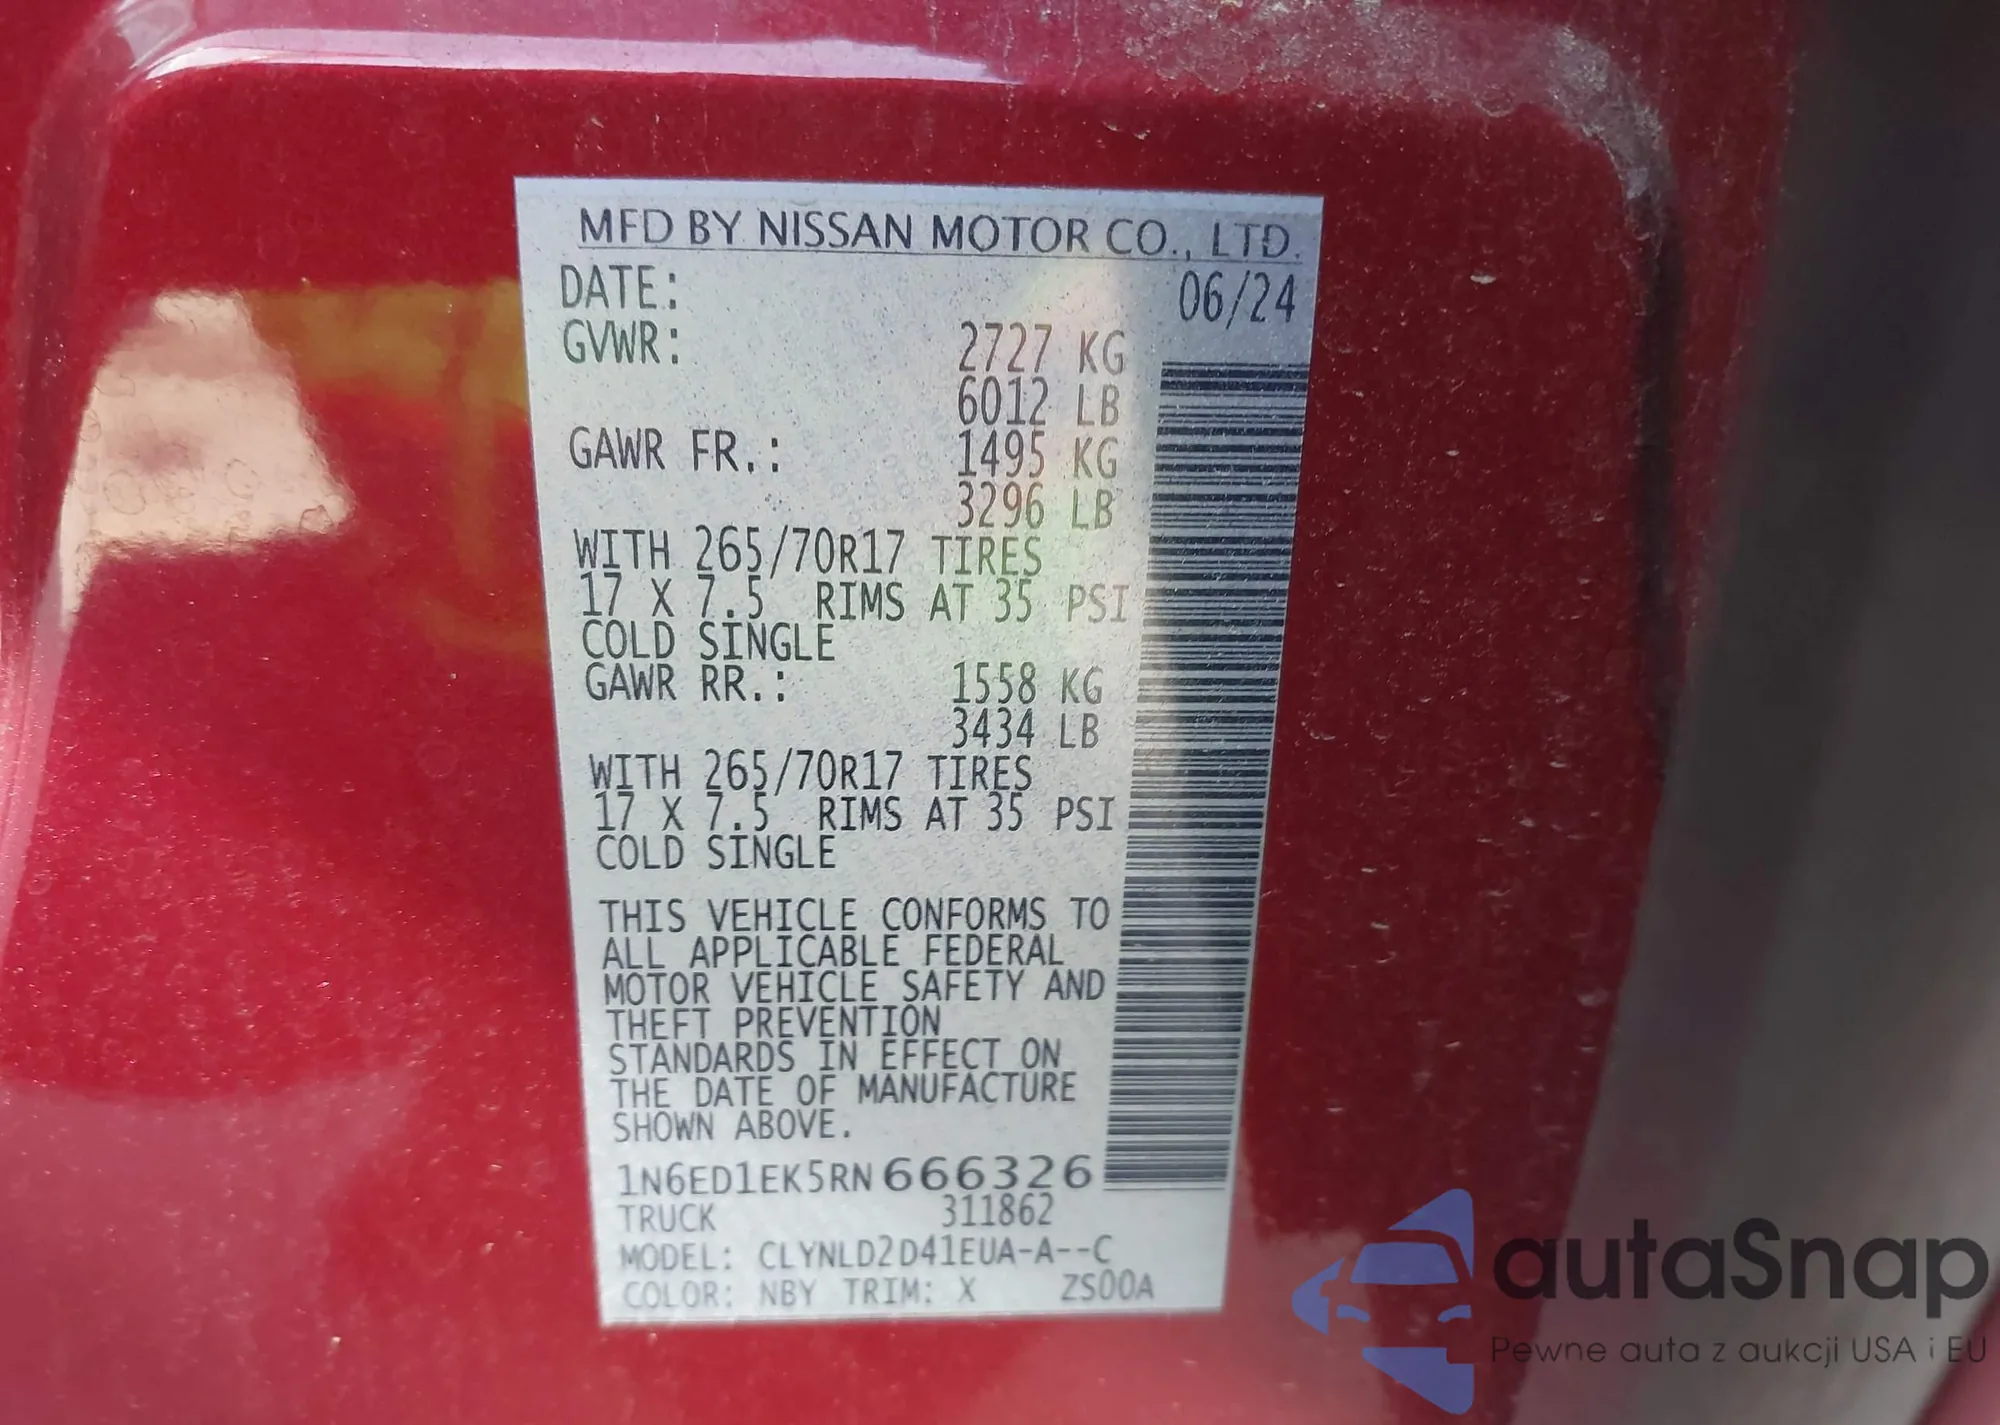 MFD BY NISSAN MOTOR CO., LTD.
DATE: 06/24
GVWR: 2727 KG
6012 LB
GAWR FR.: 1495 KG
3296 LB
WITH 265/70R17 TIRES
17 X 7.5 RIMS AT 35 PSI
COLD SINGLE
GAWR RR.: 1558 KG
3434 LB
WITH 265/70R17 TIRES
17 X 7.5 RIMS AT 35 PSI
COLD SINGLE
THIS VEHICLE CONFORMS TO
ALL APPLICABLE FEDERAL
MOTOR VEHICLE SAFETY AND
THEFT PREVENTION
STANDARDS IN EFFECT ON
THE DATE OF MANUFACTURE
SHOWN ABOVE.
1N6ED1EK5RN666326
TRUCK 311862
MODEL: CLYNLD2D41EUA-A--C
COLOR: NBY TRIM: X ZS00A
autaSnap
Pewne auta z aukcji USA i EU